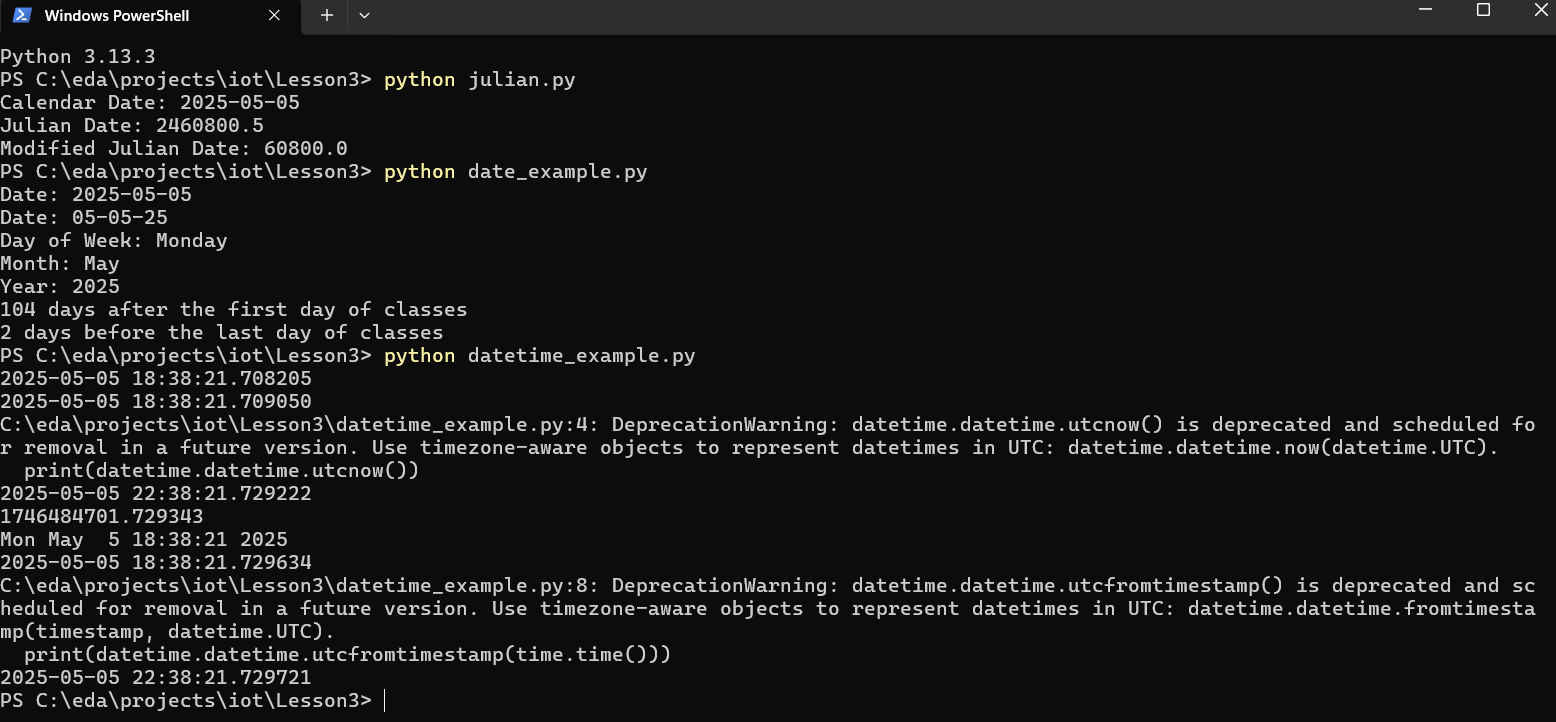 Windows PowerShell
Python 3.13.3
PS C:\eda\projects\iot\Lesson3> python julian.py
Calendar Date: 2025-05-05
Julian Date: 2460800.5
Modified Julian Date: 60800.0
PS C:\eda\projects\iot\Lesson3> python date_example.py
Date: 2025-05-05
Date: 05-05-25
Day of Week: Monday
Month: May
Year: 2025
104 days after the first day of classes
2 days before the last day of classes
PS C:\eda\projects\iot\Lesson3> python datetime_example.py
2025-05-05 18:38:21.708205
2025-05-05 18:38:21.709050
C:\eda\projects\iot\Lesson3\datetime_example.py:4: DeprecationWarning: datetime.datetime.utcnow() is deprecated and scheduled fo
r removal in a future version. Use timezone-aware objects to represent datetimes in UTC: datetime.datetime.now(datetime.UTC).
  print(datetime.datetime.utcnow())
2025-05-05 22:38:21.729222
1746484701.729343
Mon May  5 18:38:21 2025
2025-05-05 18:38:21.729634
C:\eda\projects\iot\Lesson3\datetime_example.py:8: DeprecationWarning: datetime.datetime.utcfromtimestamp() is deprecated and sc
heduled for removal in a future version. Use timezone-aware objects to represent datetimes in UTC: datetime.datetime.fromtimesta
mp(timestamp, datetime.UTC).
  print(datetime.datetime.utcfromtimestamp(time.time()))
2025-05-05 22:38:21.729721
PS C:\eda\projects\iot\Lesson3>